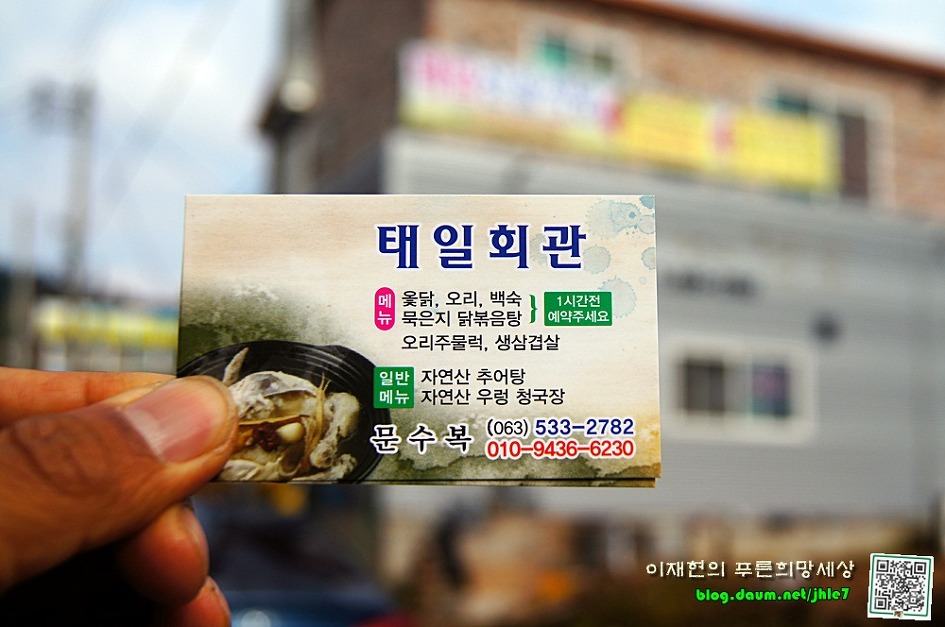 태일회관
메뉴
옻닭, 오리, 백숙
묵은지 닭볶음탕
1시간전
예약주세요
오리주물럭, 생삼겹살
일반
메뉴
자연산 추어탕
자연산 우렁 청국장
문수복
(063) 533-2782
010-9436-6230
이재현의 푸른희망세상
blog.daum.net/jhle7